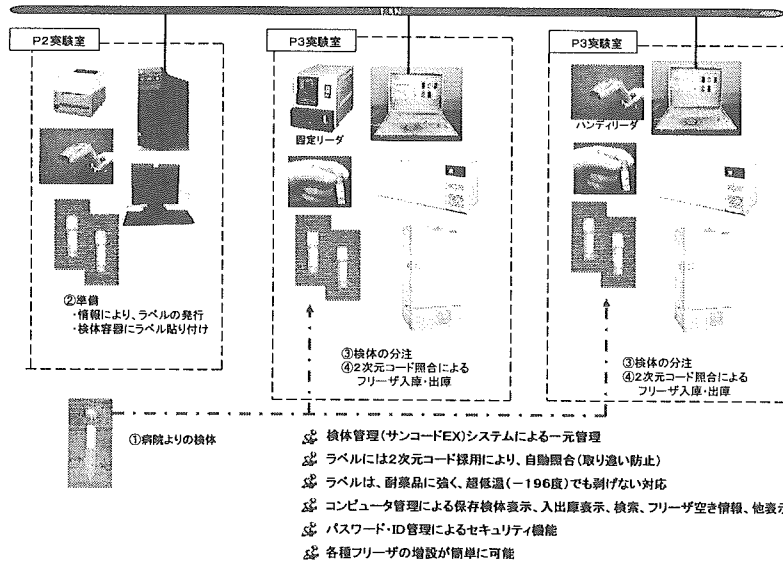 LAN
P2実験室
P3実験室
P3実験室
固定リーダ
ハンディリーダ
②準備
・情報により、ラベルの発行
・検体容器にラベル貼り付け
③検体の分注
④2次元コード照合による
フリーザ入庫・出庫
③検体の分注
④2次元コード照合による
フリーザ入庫・出庫
①病院よりの検体
検体管理(サンコードEX)システムによる一元管理
ラベルには2次元コード採用により、自動照合(取り違い防止)
ラベルは、耐薬品に強く、超低温(-196度)でも剥げない対応
コンピュータ管理による保存検体表示、入出庫表示、検索、フリーザ空き情報、他表示
パスワード・ID管理によるセキュリティ機能
各種フリーザの増設が簡単に可能